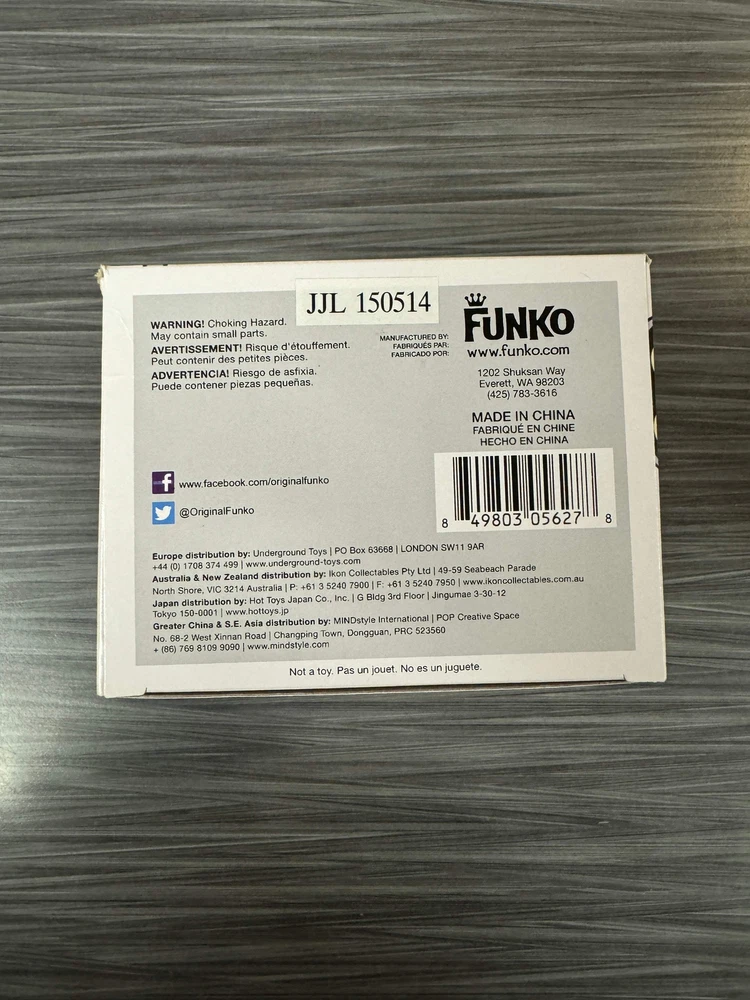 JJL 150514
WARNING! Choking Hazard.
May contain small parts.
AVERTISSEMENT! Risque d'étouffement.
Peut contenir des petites pièces.
ADVERTENCIA! Riesgo de asfixia.
Puede contener piezas pequeñas.
MANUFACTURED BY:
FABRIQUÉS PAR:
FABRICADO POR:
FUNKO
www.funko.com
1202 Shuksan Way
Everett, WA 98203
(425) 783-3616
MADE IN CHINA
FABRIQUÉ EN CHINE
HECHO EN CHINA
f www.facebook.com/originalfunko
@OriginalFunko
8 49803 05627 8
Europe distribution by: Underground Toys | PO Box 63668 | LONDON SW11 9AR
+44 (0) 1708 374 499 | www.underground-toys.com
Australia & New Zealand distribution by: Ikon Collectables Pty Ltd | 49-59 Seabeach Parade
North Shore, VIC 3214 Australia | P: +61 3 5240 7900 | F: +61 3 5240 7950 | www.ikoncollectables.com.au
Japan distribution by: Hot Toys Japan Co., Inc. | G Bldg 3rd Floor | Jingumae 3-30-12
Tokyo 150-0001 | www.hottoys.jp
Greater China & S.E. Asia distribution by: MINDstyle International | POP Creative Space
No. 68-2 West Xinnan Road | Changping Town, Dongguan, PRC 523560
+ (86) 769 8109 9090 | www.mindstyle.com
Not a toy. Pas un jouet. No es un juguete.